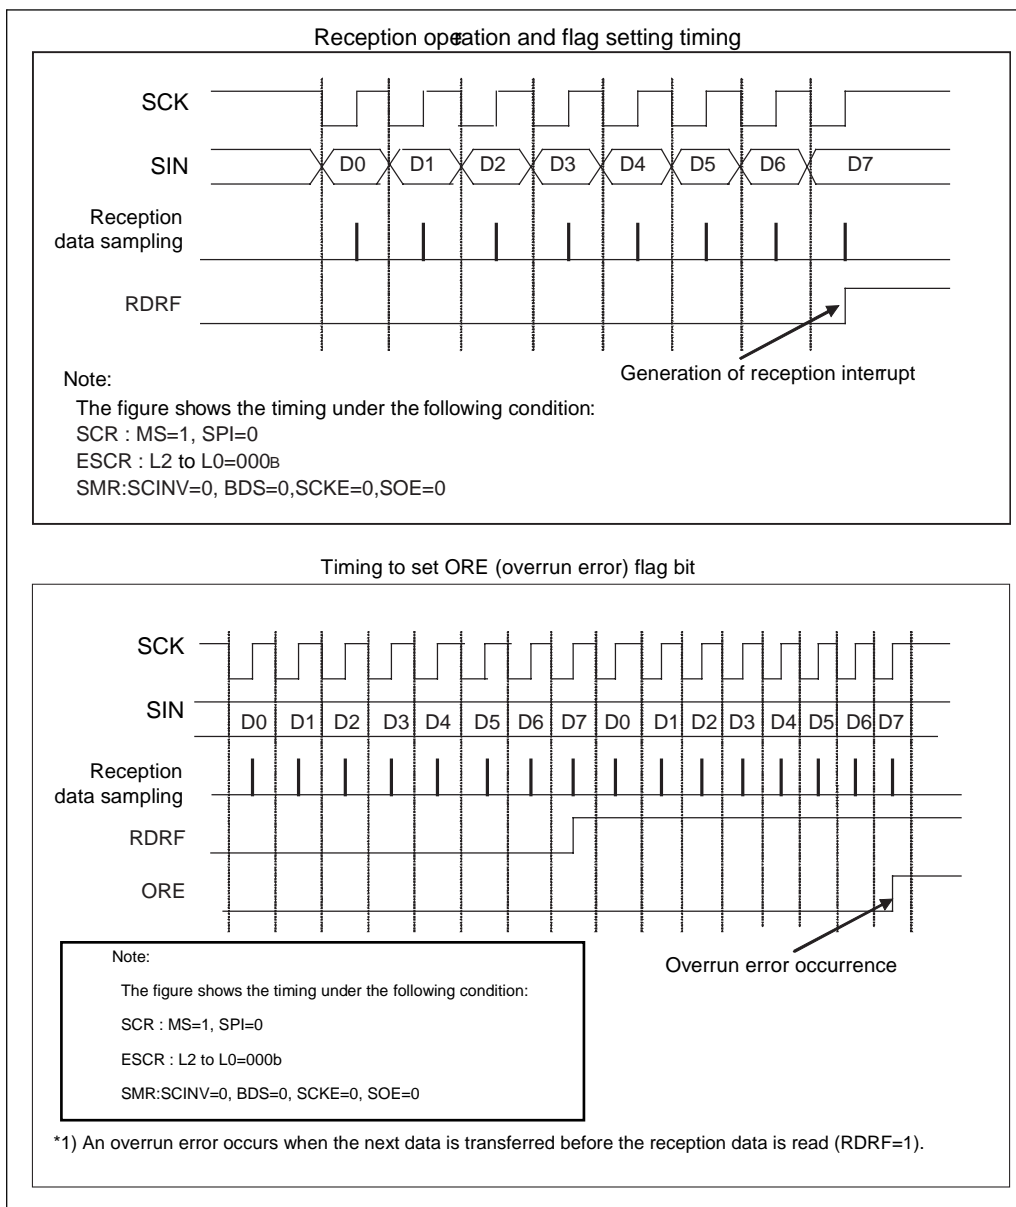 Reception operation and flag setting timing
SCK
SIN
D0 D1 D2 D3 D4 D5 D6 D7
Reception
data sampling
RDRF
Generation of reception interrupt
Note:
The figure shows the timing under the following condition:
SCR : MS=1, SPI=0
ESCR : L2 to L0=000B
SMR:SCINV=0, BDS=0,SCKE=0,SOE=0
Timing to set ORE (overrun error) flag bit
SCK
SIN
D0 D1 D2 D3 D4 D5 D6 D7 D0 D1 D2 D3 D4 D5 D6 D7
Reception
data sampling
RDRF
ORE
Overrun error occurrence
Note:
The figure shows the timing under the following condition:
SCR : MS=1, SPI=0
ESCR : L2 to L0=000b
SMR:SCINV=0, BDS=0, SCKE=0, SOE=0
*1) An overrun error occurs when the next data is transferred before the reception data is read (RDRF=1).